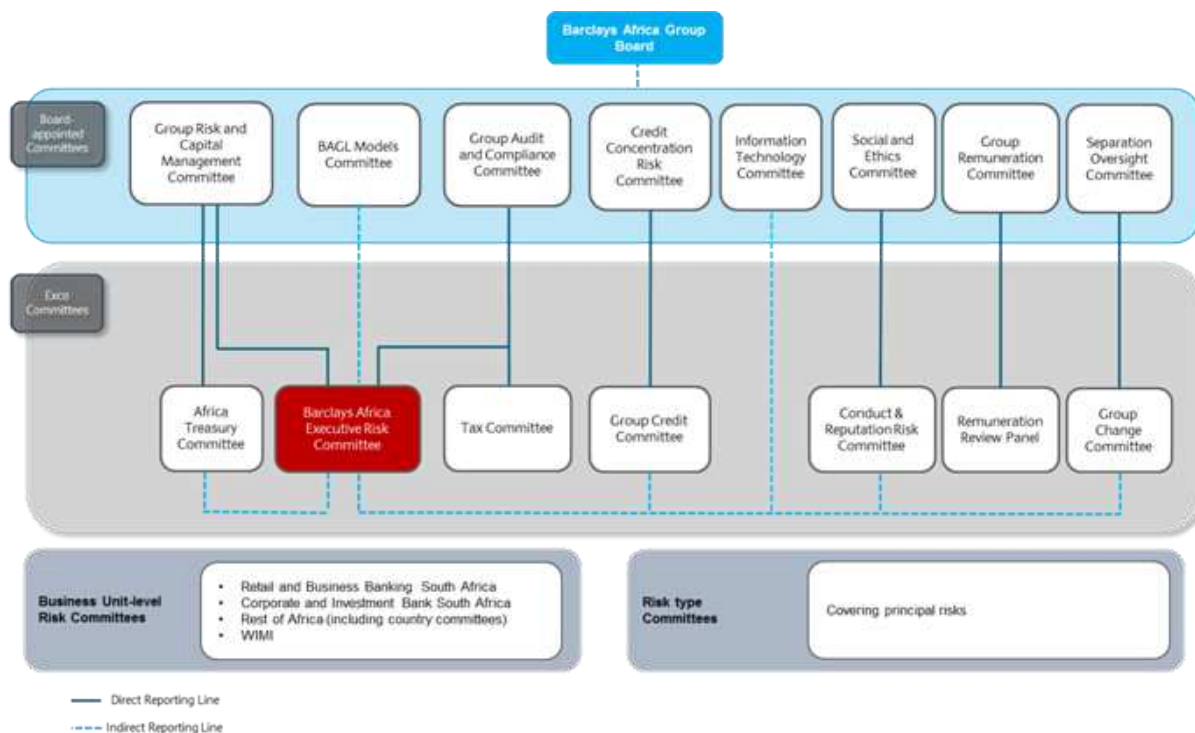 Barclays Africa Group
Board
Board-
appointed
Committees
Group Risk and
Capital
Management
Committee
BAGL Models
Committee
Group Audit
and Compliance
Committee
Credit
Concentration
Risk
Committee
Information
Technology
Committee
Social and
Ethics
Committee
Group
Remuneration
Committee
Separation
Oversight
Committee
Exco
Committees
Africa
Treasury
Committee
Barclays Africa
Executive Risk
Committee
Tax Committee
Group Credit
Committee
Conduct &
Reputation Risk
Committee
Remuneration
Review Panel
Group
Change
Committee
Business Unit-level
Risk Committees
• Retail and Business Banking South Africa
• Corporate and Investment Bank South Africa
• Rest of Africa (including country committees)
• WIMI
Risk type
Committees
Covering principal risks
Direct Reporting Line
Indirect Reporting Line